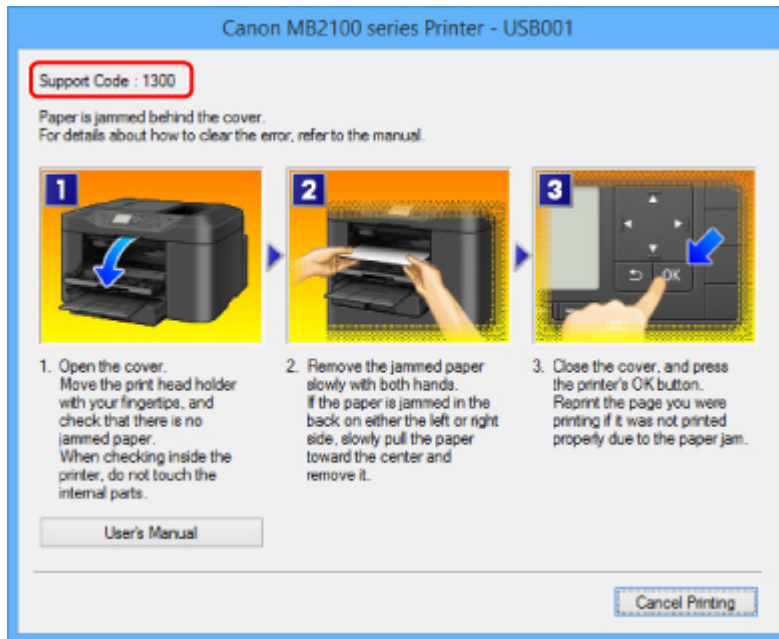 Canon MB2100 series Printer - USB001
Support Code : 1300
Paper is jammed behind the cover.
For details about how to clear the error, refer to the manual.
1
2
3
OK
1. Open the cover.
Move the print head holder
with your fingertips, and
check that there is no
jammed paper.
When checking inside the
printer, do not touch the
internal parts.
2. Remove the jammed paper
slowly with both hands.
If the paper is jammed in the
back on either the left or right
side, slowly pull the paper
toward the center and
remove it.
3. Close the cover, and press
the printer's OK button.
Reprint the page you were
printing if it was not printed
properly due to the paper jam.
User's Manual
Cancel Printing